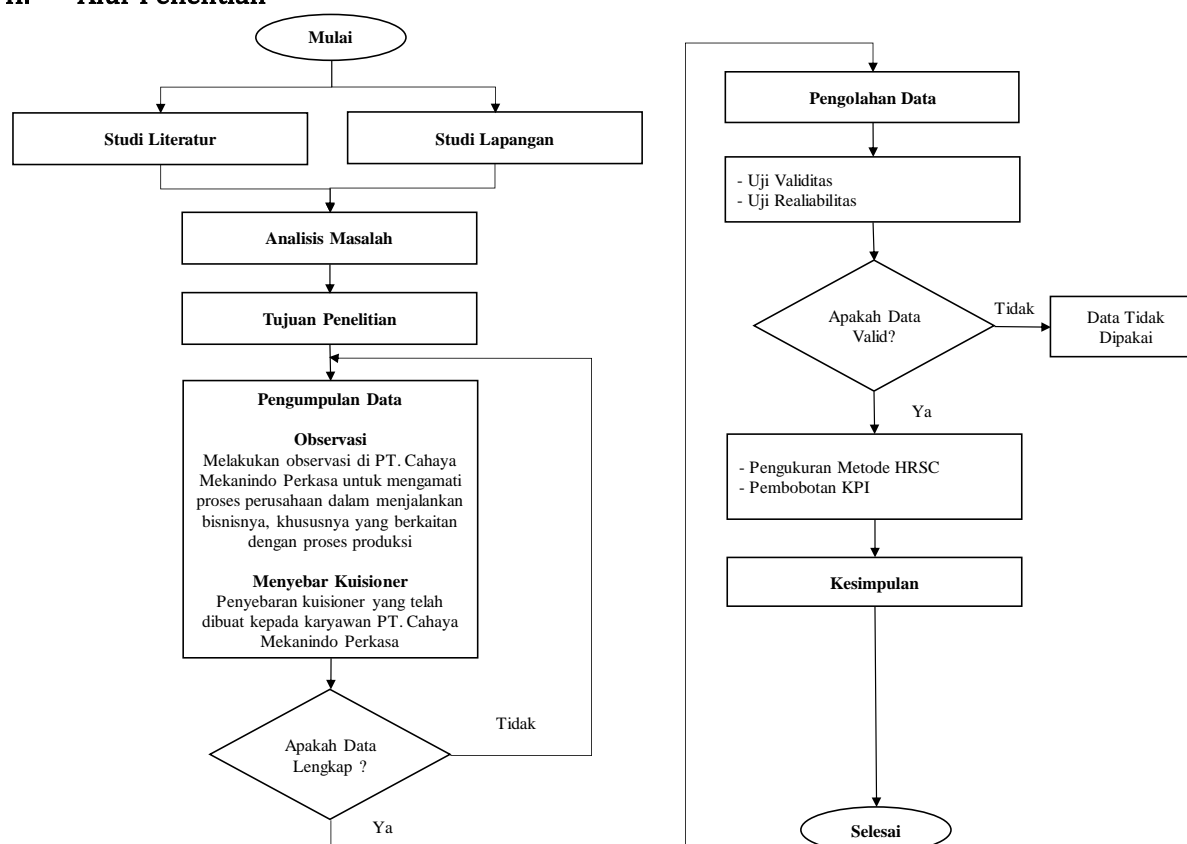 Alur Penelitian
Mulai
Studi Literatur
Studi Lapangan
Analisis Masalah
Tujuan Penelitian
Pengumpulan Data
Observasi
Melakukan observasi di PT. Cahaya
Mekanindo Perkasa untuk mengamati
proses perusahaan dalam menjalankan
bisnisnya, khususnya yang berkaitan
dengan proses produksi
Menyebar Kuisioner
Penyebaran kuisioner yang telah
dibuat kepada karyawan PT. Cahaya
Mekanindo Perkasa
Apakah Data
Lengkap ?
Tidak
Ya
Pengolahan Data
- Uji Validitas
- Uji Realiabilitas
Apakah Data
Valid?
Tidak
Data Tidak
Dipakai
Ya
- Pengukuran Metode HRSC
- Pembobotan KPI
Kesimpulan
Selesai